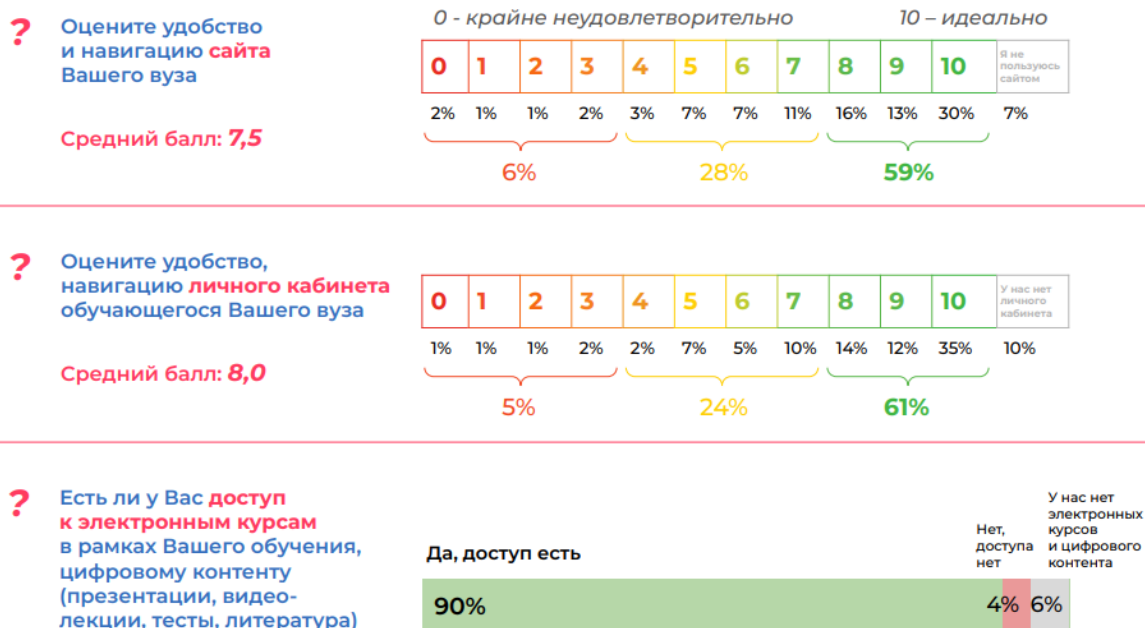 ?
Оцените удобство
и навигацию сайта
Вашего вуза
Средний балл: 7,5
0 - крайне неудовлетворительно 10 – идеально
0 1 2 3 4 5 6 7 8 9 10 Я не
пользуюсь
сайтом
2% 1% 1% 2% 3% 7% 7% 11% 16% 13% 30% 7%
6% 28% 59%
?
Оцените удобство,
навигацию личного кабинета
обучающегося Вашего вуза
Средний балл: 8,0
0 1 2 3 4 5 6 7 8 9 10 У нас нет
личного
кабинета
1% 1% 1% 2% 2% 7% 5% 10% 14% 12% 35% 10%
5% 24% 61%
?
Есть ли у Вас доступ
к электронным курсам
в рамках Вашего обучения,
цифровому контенту
(презентации, видео-
лекции, тесты, литература)
Да, доступ есть
Нет,
доступа
нет
У нас нет
электронных
курсов
и цифрового
контента
90% 4% 6%